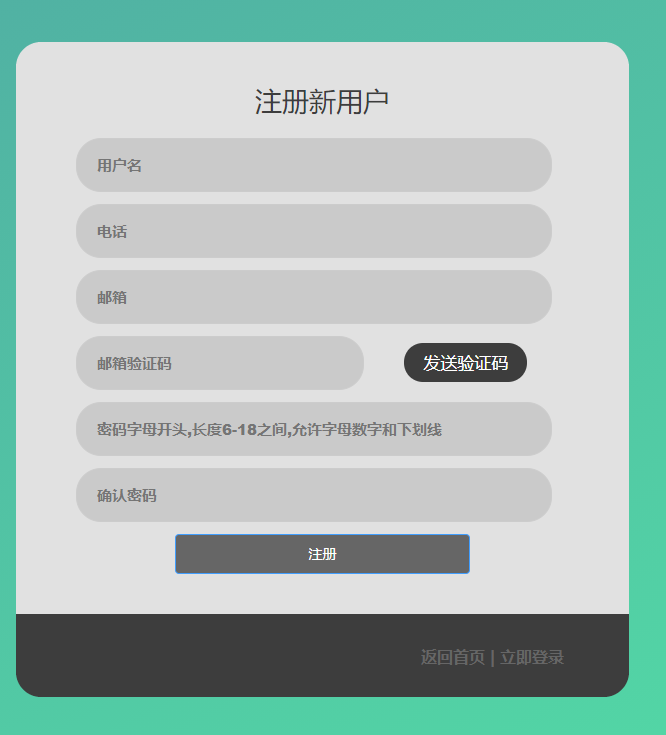 注册新用户
用户名
电话
邮箱
邮箱验证码 发送验证码
密码字母开头,长度6-18之间,允许字母数字和下划线
确认密码
注册
返回首页 | 立即登录